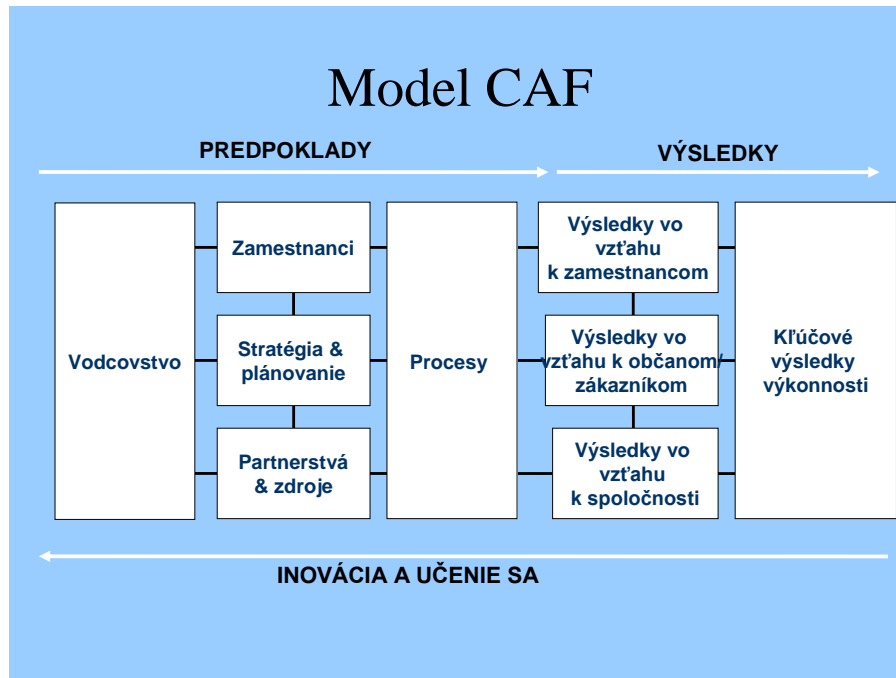 Model CAF
PREDPOKLADY
VÝSLEDKY
Vodcovstvo
Zamestnanci
Stratégia &
plánovanie
Partnerstvá
& zdroje
Procesy
Výsledky vo
vzťahu
k zamestnancom
Výsledky vo
vzťahu k občanom/
zákazníkom
Výsledky vo
vzťahu
k spoločnosti
Kľúčové
výsledky
výkonnosti
INOVÁCIA A UČENIE SA